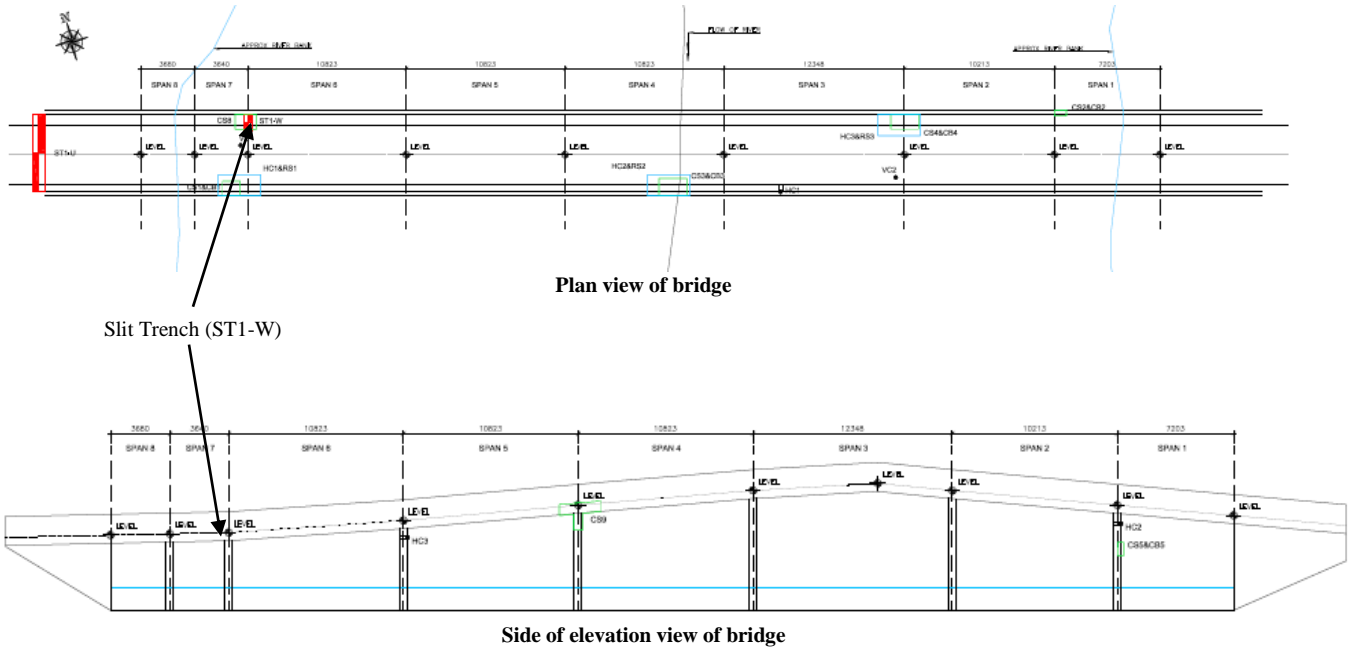 N
APPROX RIVER BANK
FLOW OF RIVER
APPROX RIVER BANK
3680 3640 10823 10823 10823 12348 10213 7203
SPAN 8 SPAN 7 SPAN 6 SPAN 5 SPAN 4 SPAN 3 SPAN 2 SPAN 1
CS2&CB2
CS8 ST1-W
HC3&RS3 CS4&CB4
ST1-U
LEVEL LEVEL LEVEL LEVEL LEVEL LEVEL LEVEL LEVEL LEVEL
HC1&RS1 HC2&RS2 VC2
CS1&CB1 CS3&CB3 HC1
Plan view of bridge
Slit Trench (ST1-W)
3680 3640 10823 10823 10823 12348 10213 7203
SPAN 8 SPAN 7 SPAN 6 SPAN 5 SPAN 4 SPAN 3 SPAN 2 SPAN 1
LEVEL
LEVEL LEVEL LEVEL LEVEL
LEVEL LEVEL
LEVEL LEVEL LEVEL
CS9 HC2
HC3
CS5&CB5
Side of elevation view of bridge